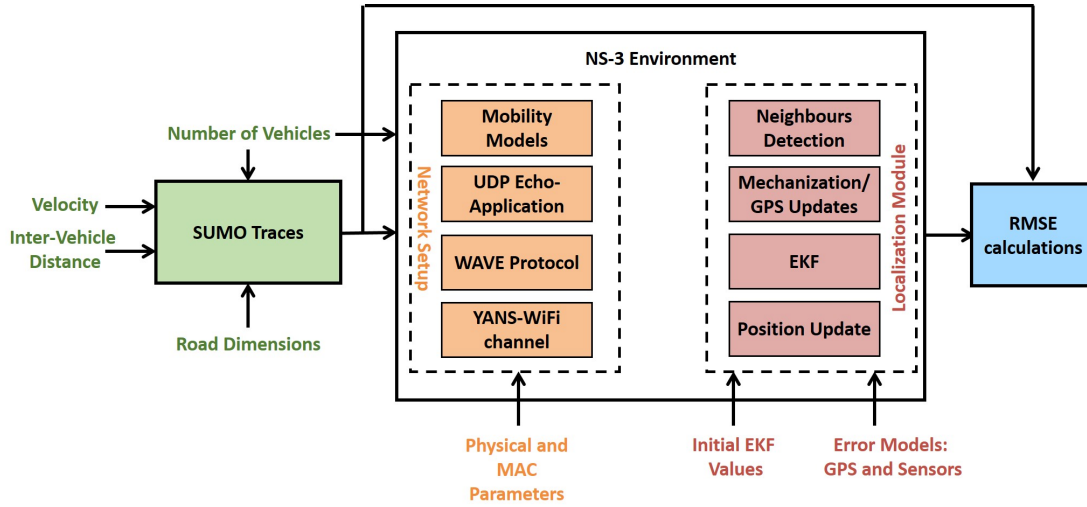 NS-3 Environment
Number of Vehicles
Velocity
Inter-Vehicle
Distance
SUMO Traces
Road Dimensions
Network Setup
Mobility
Models
UDP Echo-
Application
WAVE Protocol
YANS-WiFi
channel
Neighbours
Detection
Mechanization/
GPS Updates
EKF
Position Update
Localization Module
RMSE
calculations
Physical and
MAC
Parameters
Initial EKF
Values
Error Models:
GPS and Sensors